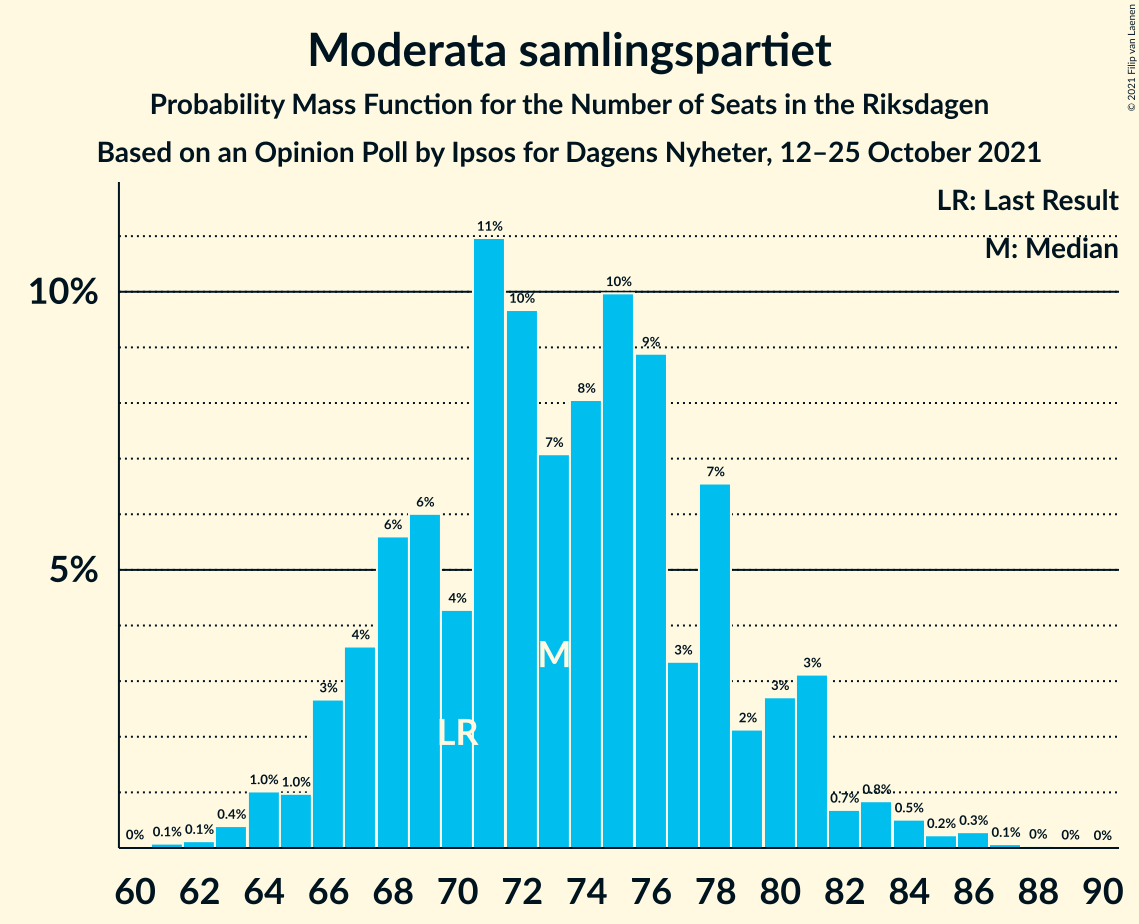 Moderata samlingspartiet
Probability Mass Function for the Number of Seats in the Riksdagen
Based on an Opinion Poll by Ipsos for Dagens Nyheter, 12–25 October 2021
© 2021 Filip van Laenen
LR: Last Result
M: Median
10%
5%
0% 0.1% 0.1% 0.4% 1.0% 1.0% 3% 4% 6% 6% 4% 11% 10% 7% 8% 10% 9% 3% 7% 2% 3% 3% 0.7% 0.8% 0.5% 0.2% 0.3% 0.1% 0% 0% 0%
M
LR
60 62 64 66 68 70 72 74 76 78 80 82 84 86 88 90